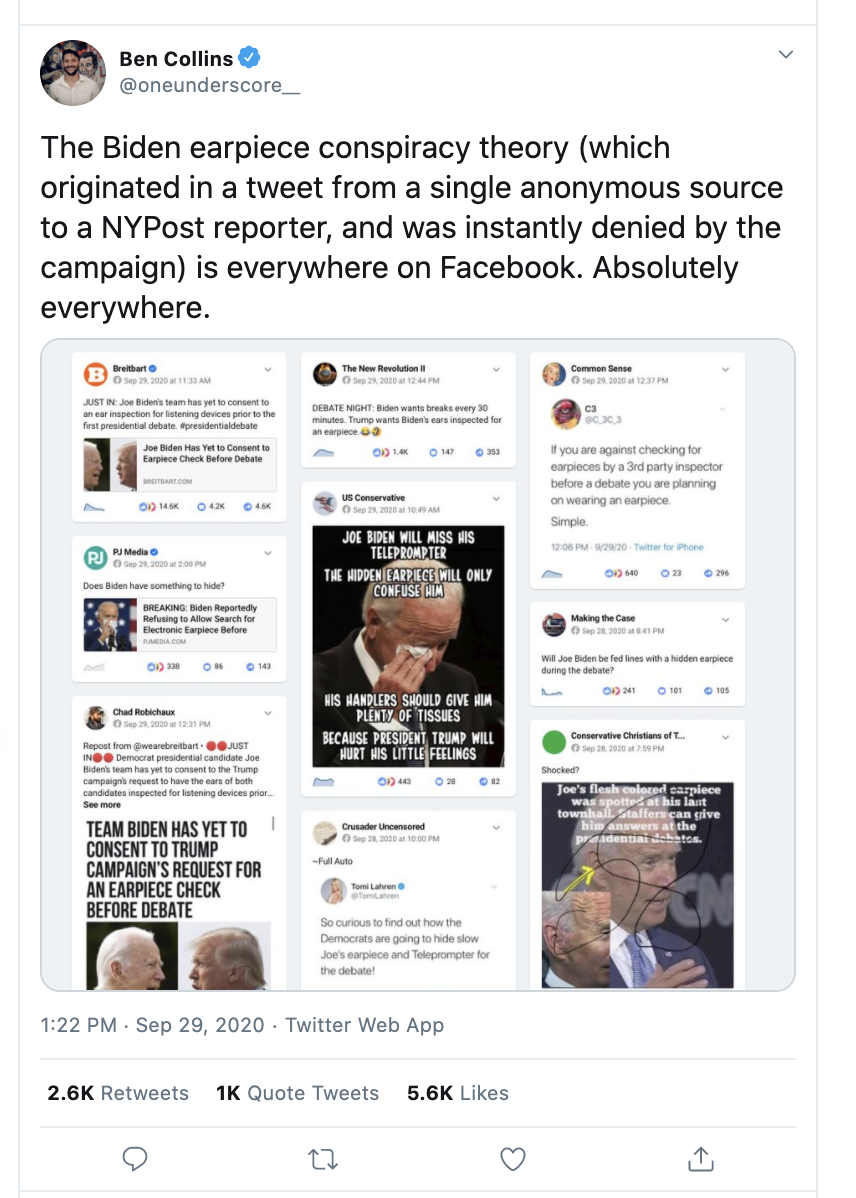 Ben Collins
@oneunderscore__
The Biden earpiece conspiracy theory (which
originated in a tweet from a single anonymous source
to a NYPost reporter, and was instantly denied by the
campaign) is everywhere on Facebook. Absolutely
everywhere.
Breitbart
Sep 29, 2020 at 11:33 AM
JUST IN: Joe Biden's team has yet to consent to
an ear inspection for listening devices prior to the
first presidential debate. #presidentialdebate
Joe Biden Has Yet to Consent to
Earpiece Check Before Debate
BREITBART.COM
14.6K 4.2K 4.6K
PJ Media
Sep 29, 2020 at 2:00 PM
Does Biden have something to hide?
BREAKING: Biden Reportedly
Refusing to Allow Search for
Electronic Earpiece Before
PJMEDIA.COM
338 86 143
Chad Robichaux
Sep 29, 2020 at 12:31 PM
Repost from @wearebreitbart • 🔴🔴JUST
IN🔴🔴 Democrat presidential candidate Joe
Biden's team has yet to consent to the Trump
campaign's request to have the ears of both
candidates inspected for listening devices prior...
See more
TEAM BIDEN HAS YET TO
CONSENT TO TRUMP
CAMPAIGN'S REQUEST FOR
AN EARPIECE CHECK
BEFORE DEBATE
The New Revolution II
Sep 29, 2020 at 12:44 PM
DEBATE NIGHT: Biden wants breaks every 30
minutes. Trump wants Biden's ears inspected for
an earpiece.😂🤣
1.4K 147 353
US Conservative
Sep 29, 2020 at 10:49 AM
JOE BIDEN WILL MISS HIS
TELEPROMPTER
THE HIDDEN EARPIECE WILL ONLY
CONFUSE HIM
HIS HANDLERS SHOULD GIVE HIM
PLENTY OF TISSUES
BECAUSE PRESIDENT TRUMP WILL
HURT HIS LITTLE FEELINGS
443 28 82
Crusader Uncensored
Sep 28, 2020 at 10:00 PM
~Full Auto
Tomi Lahren
@TomiLahren
So curious to find out how the
Democrats are going to hide slow
Joe's earpiece and Teleprompter for
the debate!
Common Sense
Sep 29, 2020 at 12:37 PM
C3
@C_3C_3
If you are against checking for
earpieces by a 3rd party inspector
before a debate you are planning
on wearing an earpiece.
Simple.
12:06 PM · 9/29/20 · Twitter for iPhone
640 23 296
Making the Case
Sep 28, 2020 at 8:41 PM
Will Joe Biden be fed lines with a hidden earpiece
during the debate?
241 101 105
Conservative Christians of T...
Sep 28, 2020 at 7:59 PM
Shocked?
Joe's flesh colored earpiece
was spotted at his last
townhall. Staffers can give
him answers at the
presidential debates.
CNN
1:22 PM · Sep 29, 2020 · Twitter Web App
2.6K Retweets 1K Quote Tweets 5.6K Likes